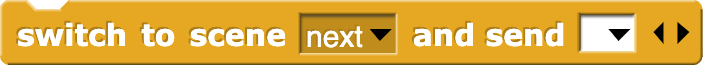 switch to scene next and send